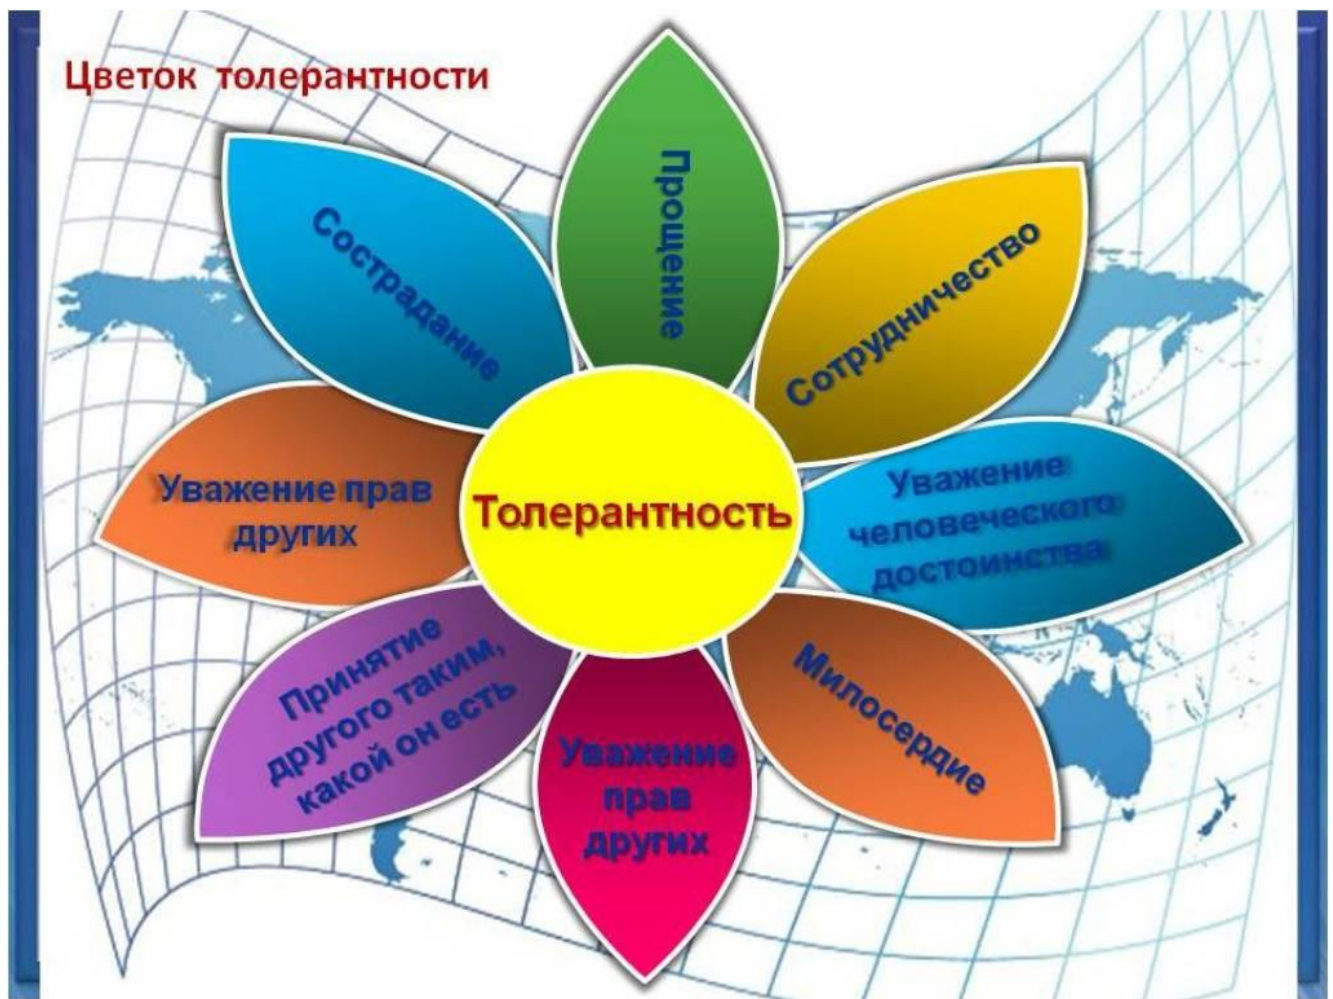 Цветок толерантности
Прощение
Сотрудничество
Уважение
человеческого
достоинства
Милосердие
Уважение
прав
других
Принятие
другого таким,
какой он есть
Уважение прав
других
Сострадание
Толерантность